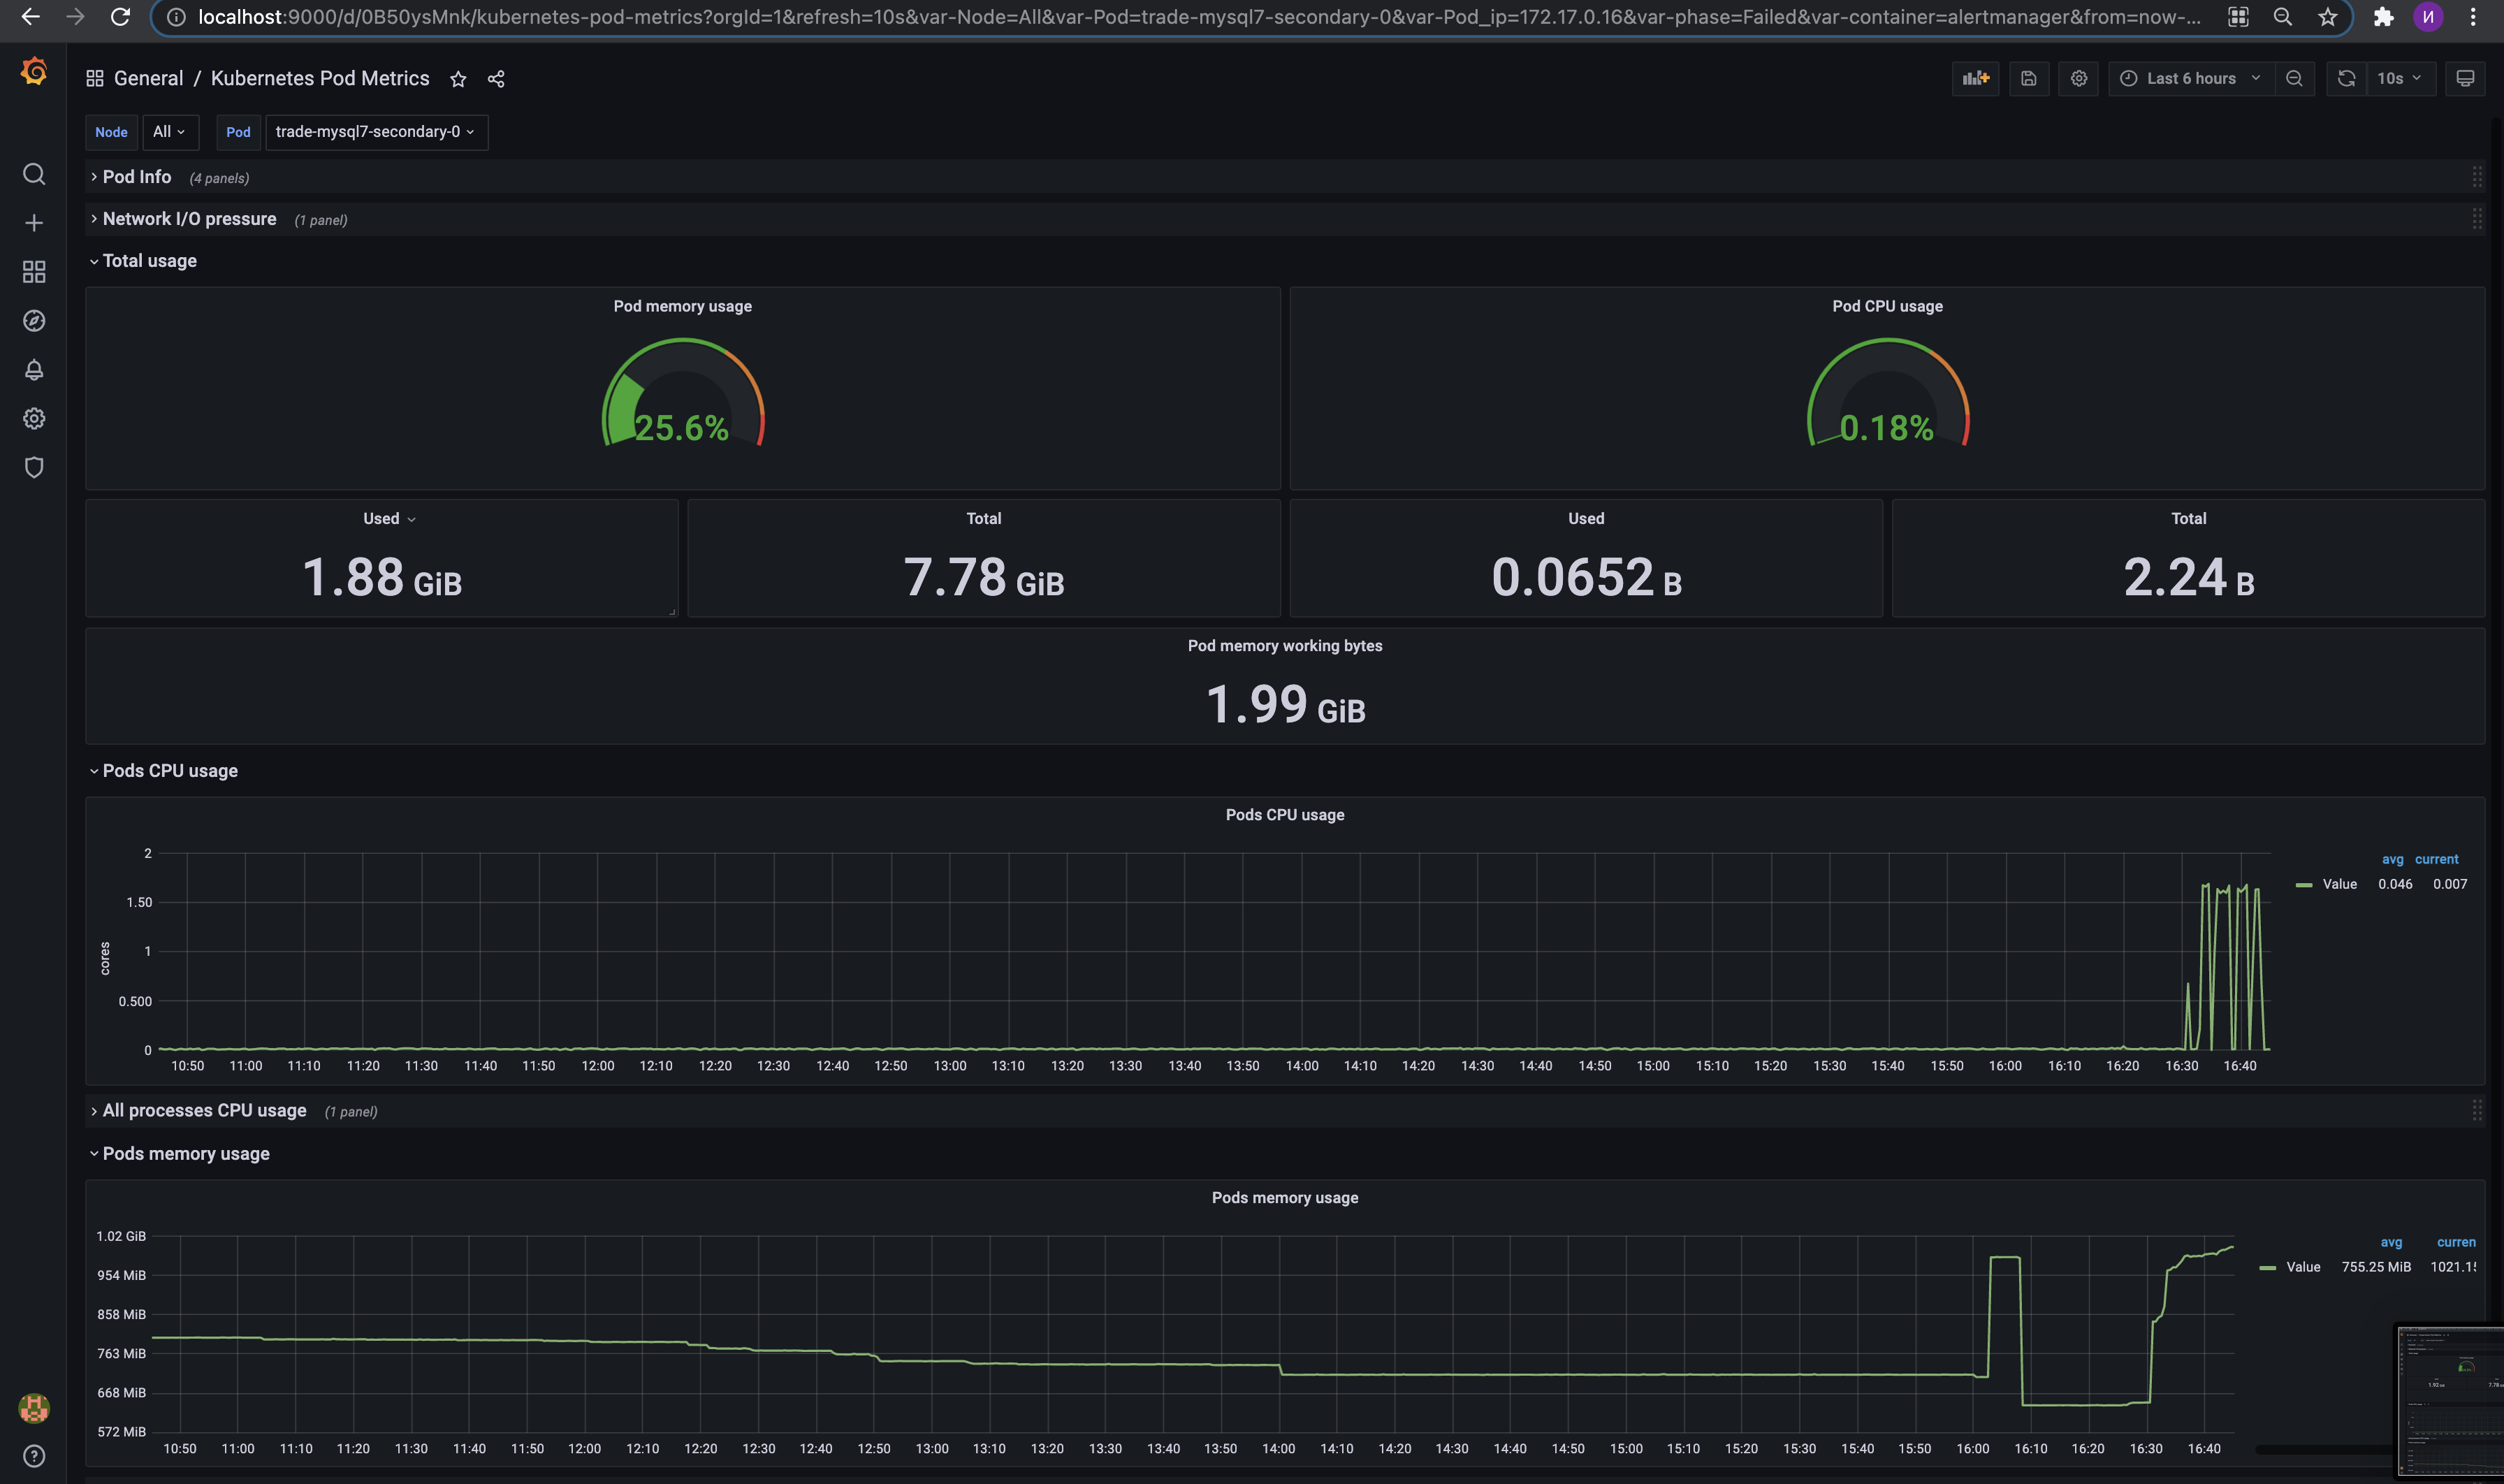 localhost:9000/d/0B50ysMnk/kubernetes-pod-metrics?orgId=1&refresh=10s&var-Node=All&var-Pod=trade-mysql7-secondary-0&var-Pod_ip=172.17.0.16&var-phase=Failed&var-container=alertmanager&from=now-... И
General / Kubernetes Pod Metrics Last 6 hours 10s
Node All Pod trade-mysql7-secondary-0
Pod Info (4 panels)
Network I/O pressure (1 panel)
Total usage
Pod memory usage Pod CPU usage
25.6% 0.18%
Used Total Used Total
1.88 GiB 7.78 GiB 0.0652 B 2.24 B
Pod memory working bytes
1.99 GiB
Pods CPU usage
Pods CPU usage
2
1.50
1
0.500
0
cores
avg current
Value 0.046 0.007
10:50 11:00 11:10 11:20 11:30 11:40 11:50 12:00 12:10 12:20 12:30 12:40 12:50 13:00 13:10 13:20 13:30 13:40 13:50 14:00 14:10 14:20 14:30 14:40 14:50 15:00 15:10 15:20 15:30 15:40 15:50 16:00 16:10 16:20 16:30 16:40
All processes CPU usage (1 panel)
Pods memory usage
Pods memory usage
1.02 GiB
954 MiB
858 MiB
763 MiB
668 MiB
572 MiB
avg curren
Value 755.25 MiB 1021.15
10:50 11:00 11:10 11:20 11:30 11:40 11:50 12:00 12:10 12:20 12:30 12:40 12:50 13:00 13:10 13:20 13:30 13:40 13:50 14:00 14:10 14:20 14:30 14:40 14:50 15:00 15:10 15:20 15:30 15:40 15:50 16:00 16:10 16:20 16:30 16:40